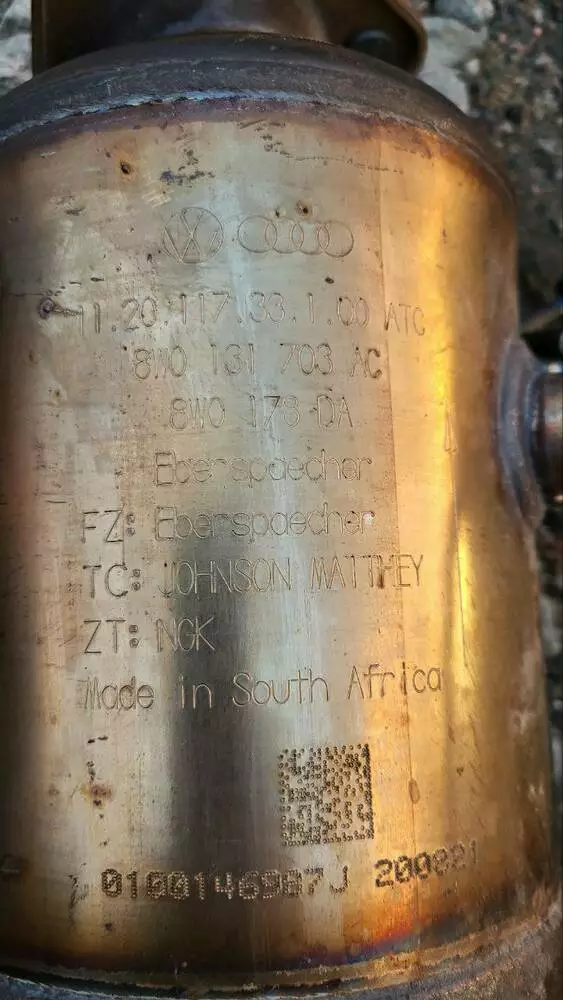 11.20.117.33.1.00 ATC
8W0 131 703 AC
8W0 178 DA
Eberspaecher
FZ: Eberspaecher
TC: JOHNSON MATTHEY
ZT: NGK
Made in South Africa
0100146987J